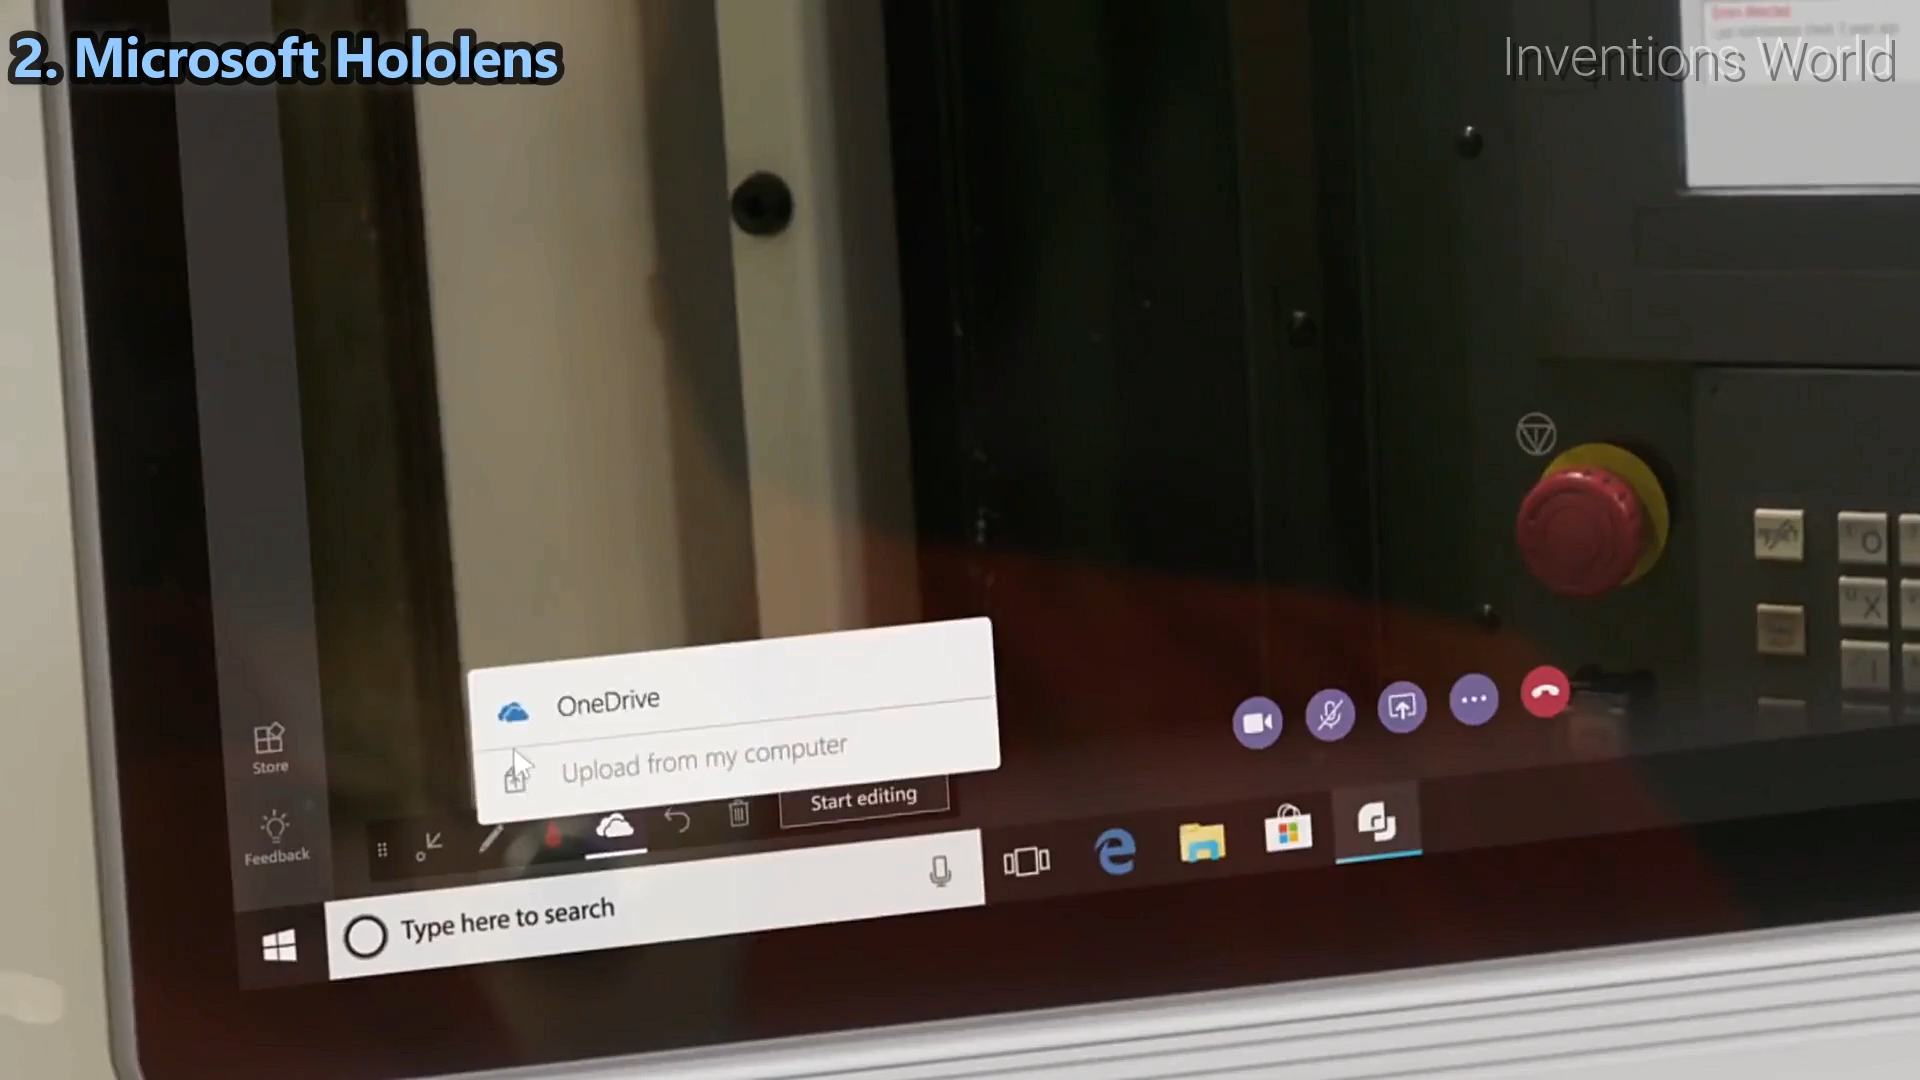 2. Microsoft Hololens
Inventions World
OneDrive
Upload from my computer
Store
Start editing
Feedback
Type here to search
O
X